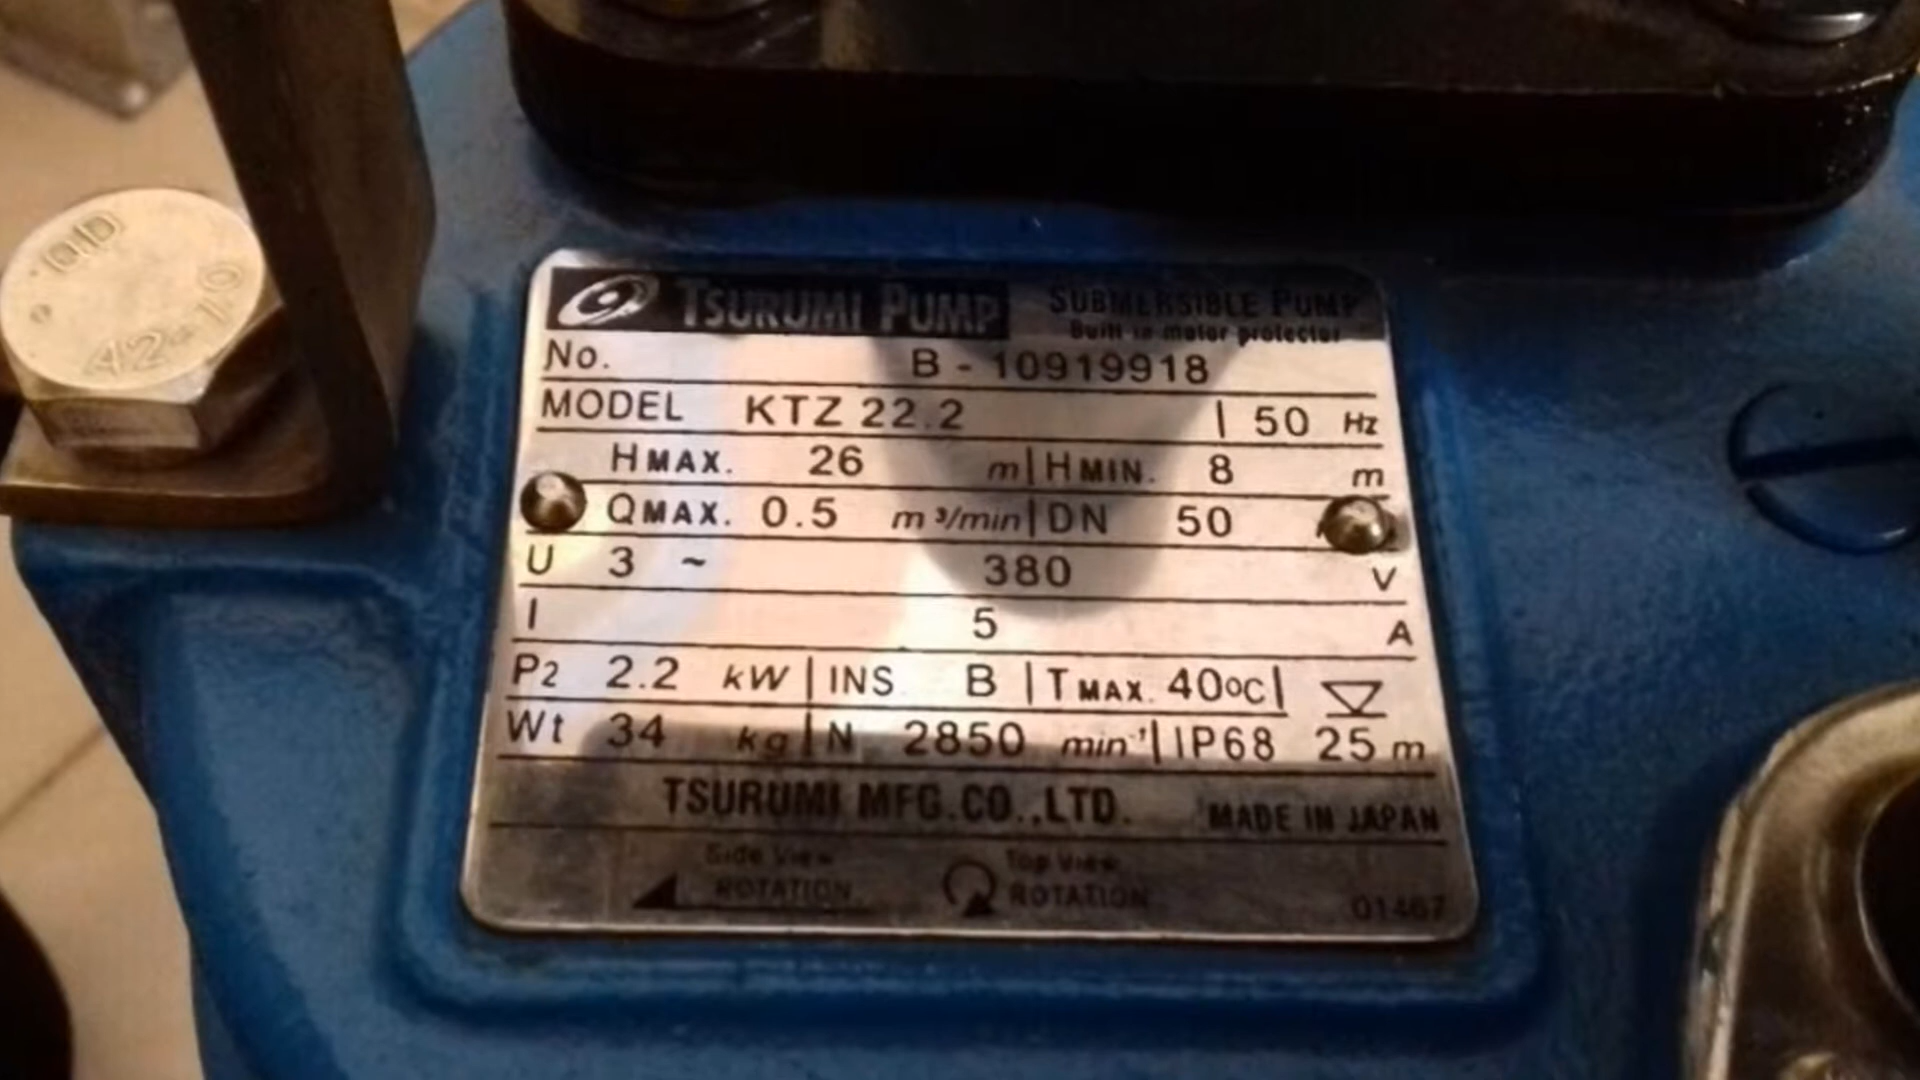 TSURUMI PUMP SUBMERSIBLE PUMP
Built-in motor protector
No. B-10919918
MODEL KTZ 22.2 | 50 Hz
HMAX. 26 m | HMIN. 8 m
QMAX. 0.5 m³/min | DN 50
U 3 ~ 380 V
I 5 A
P2 2.2 kW | INS B | TMAX. 40°C |
Wt 34 kg | N 2850 min⁻¹ | IP68 25 m
TSURUMI MFG.CO.,LTD. MADE IN JAPAN
Side View Top View
ROTATION ROTATION
01467
A2-70